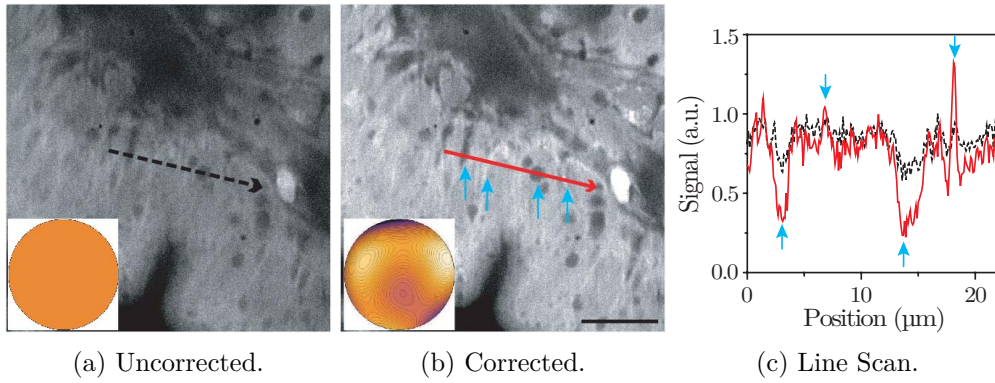 1.5
1.0
0.5
0.0
Signal (a.u.)
0 10 20
Position (µm)
(a) Uncorrected.
(b) Corrected.
(c) Line Scan.